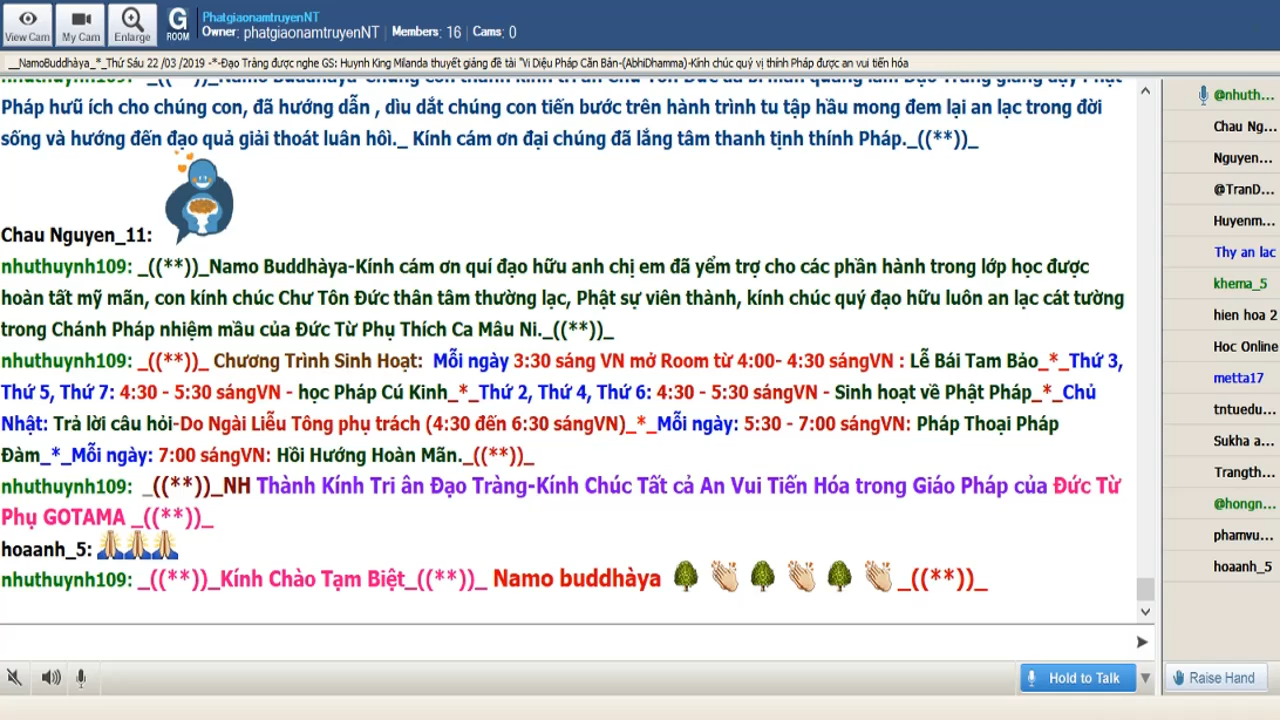 PhatgiaonamtruyenNT
Owner: phatgiaonamtruyenNT | Members: 16 | Cams: 0
View Cam
My Cam
Enlarge
G
ROOM
__NamoBuddhàya_*_Thứ Sáu 22 /03 /2019 -*-Đạo Tràng được nghe GS: Huynh King Milanda thuyết giảng đề tài "Vi Diệu Pháp Căn Bản-(AbhiDhamma)-Kính chúc quý vị thính Pháp được an vui tiến hóa
Pháp hưũ ích cho chúng con, đã hướng dẫn , dìu dắt chúng con tiến bước trên hành trình tu tập hầu mong đem lại an lạc trong đời
sống và hướng đến đạo quả giải thoát luân hồi._ Kính cám ơn đại chúng đã lắng tâm thanh tịnh thính Pháp._((**))_
Chau Nguyen_11:
nhuthuynh109: _((**))_Namo Buddhàya-Kính cám ơn quí đạo hữu anh chị em đã yểm trợ cho các phần hành trong lớp học được
hoàn tất mỹ mãn, con kính chúc Chư Tôn Đức thân tâm thường lạc, Phật sự viên thành, kính chúc quý đạo hữu luôn an lạc cát tường
trong Chánh Pháp nhiệm mầu của Đức Từ Phụ Thích Ca Mâu Ni._((**))_
nhuthuynh109: _((**))_ Chương Trình Sinh Hoạt: Mỗi ngày 3:30 sáng VN mở Room từ 4:00- 4:30 sángVN : Lễ Bái Tam Bảo_*_Thứ 3,
Thứ 5, Thứ 7: 4:30 - 5:30 sángVN - học Pháp Cú Kinh_*_Thứ 2, Thứ 4, Thứ 6: 4:30 - 5:30 sángVN - Sinh hoạt về Phật Pháp_*_Chủ
Nhật: Trả lời câu hỏi-Do Ngài Liễu Tông phụ trách (4:30 đến 6:30 sángVN)_*_Mỗi ngày: 5:30 - 7:00 sángVN: Pháp Thoại Pháp
Đàm_*_Mỗi ngày: 7:00 sángVN: Hồi Hướng Hoàn Mãn._((**))_
nhuthuynh109: _((**))_NH Thành Kính Tri ân Đạo Tràng-Kính Chúc Tất cả An Vui Tiến Hóa trong Giáo Pháp của Đức Từ
Phụ GOTAMA _((**))_
hoaanh_5:
nhuthuynh109: _((**))_Kính Chào Tạm Biệt_((**))_ Namo buddhàya _((**))_
@nhuth...
Chau Ng...
Nguyen...
@TranD...
Huyenm...
Thy an lac
khema_5
hien hoa 2
Hoc Online
metta17
tntuedu...
Sukha a...
Trangth...
@hongn...
phamvu...
hoaanh_5
Hold to Talk
Raise Hand